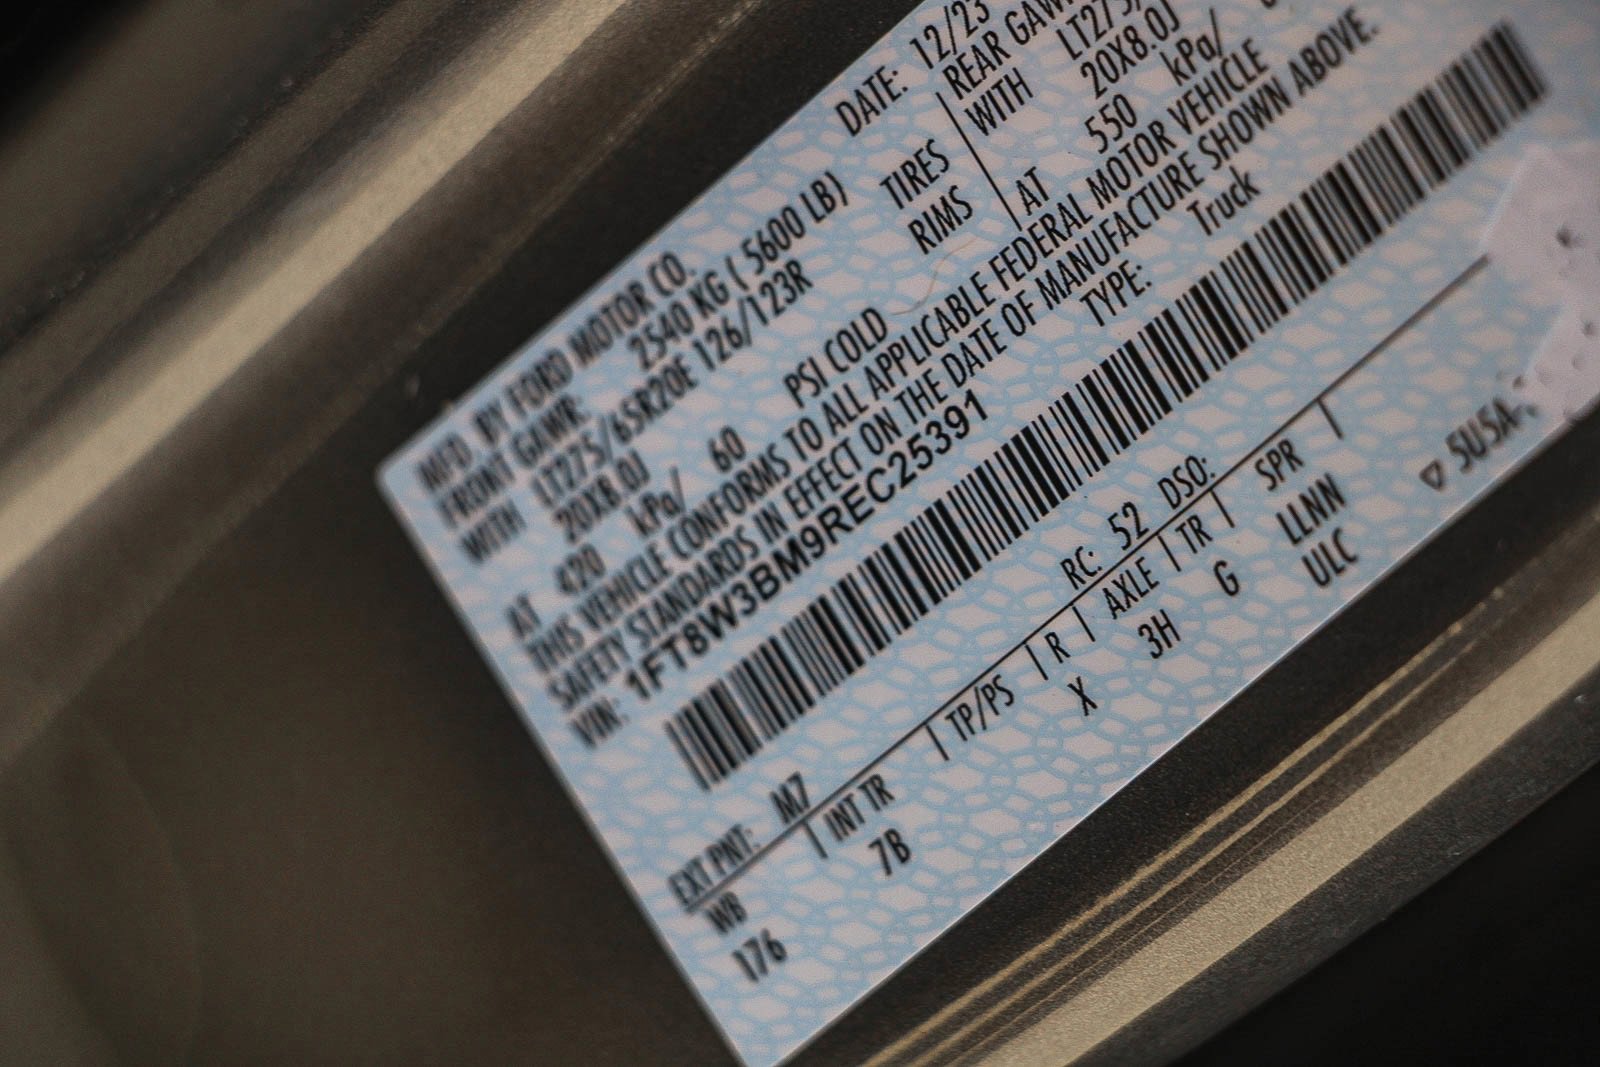 MFD. BY FORD MOTOR CO.
DATE: 12/23
FRONT GAWR: 2540 KG ( 5600 LB)
REAR
WITH LT275/65R20E 126/123R TIRES WITH
20X8.0J RIMS 20X8.0J
AT 420 kPa/ 60 PSI COLD AT 550 kPa/
THIS VEHICLE CONFORMS TO ALL APPLICABLE FEDERAL MOTOR VEHICLE
SAFETY STANDARDS IN EFFECT ON THE DATE OF MANUFACTURE SHOWN ABOVE.
VIN: 1FT8W3BM9REC25391 TYPE: Truck
EXT PNT: M7 RC: 52 DSO:
WB | INT TR | TP/PS | R | AXLE | TR | SPR |
176 7B X 3H G LLNN
ULC
▽ 5U5A-